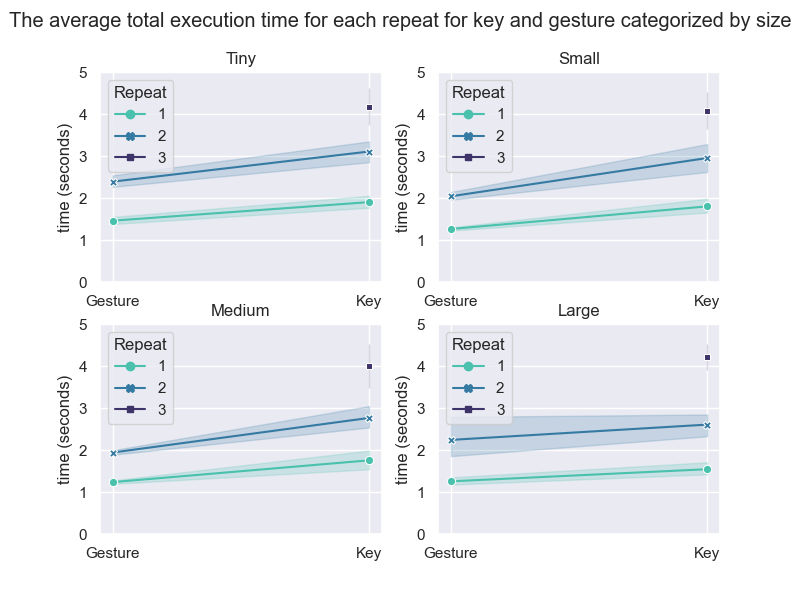 The average total execution time for each repeat for key and gesture categorized by size
Tiny
Small
5
4
3
2
1
0
time (seconds)
Repeat
1
2
3
Gesture
Key
5
4
3
2
1
0
time (seconds)
Repeat
1
2
3
Gesture
Key
Medium
Large
5
4
3
2
1
0
time (seconds)
Repeat
1
2
3
Gesture
Key
5
4
3
2
1
0
time (seconds)
Repeat
1
2
3
Gesture
Key